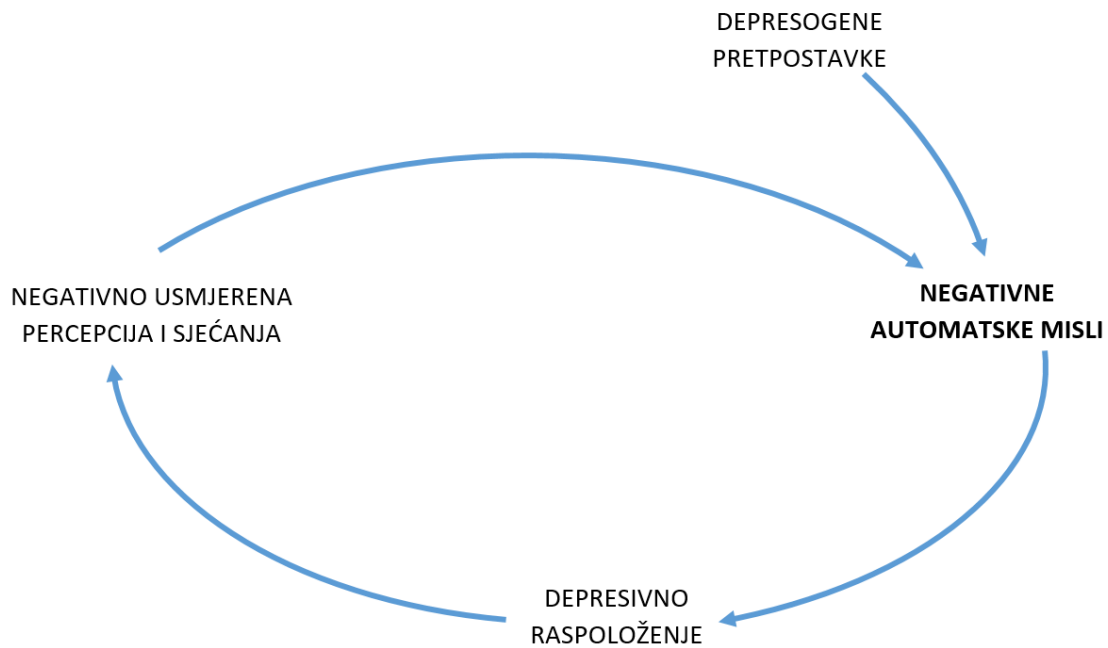 DEPRESOGENE
PRETPOSTAVKE
NEGATIVNO USMJERENA
PERCEPCIJA I SJEĆANJA
NEGATIVNE
AUTOMATSKE MISLI
DEPRESIVNO
RASPOLOŽENJE